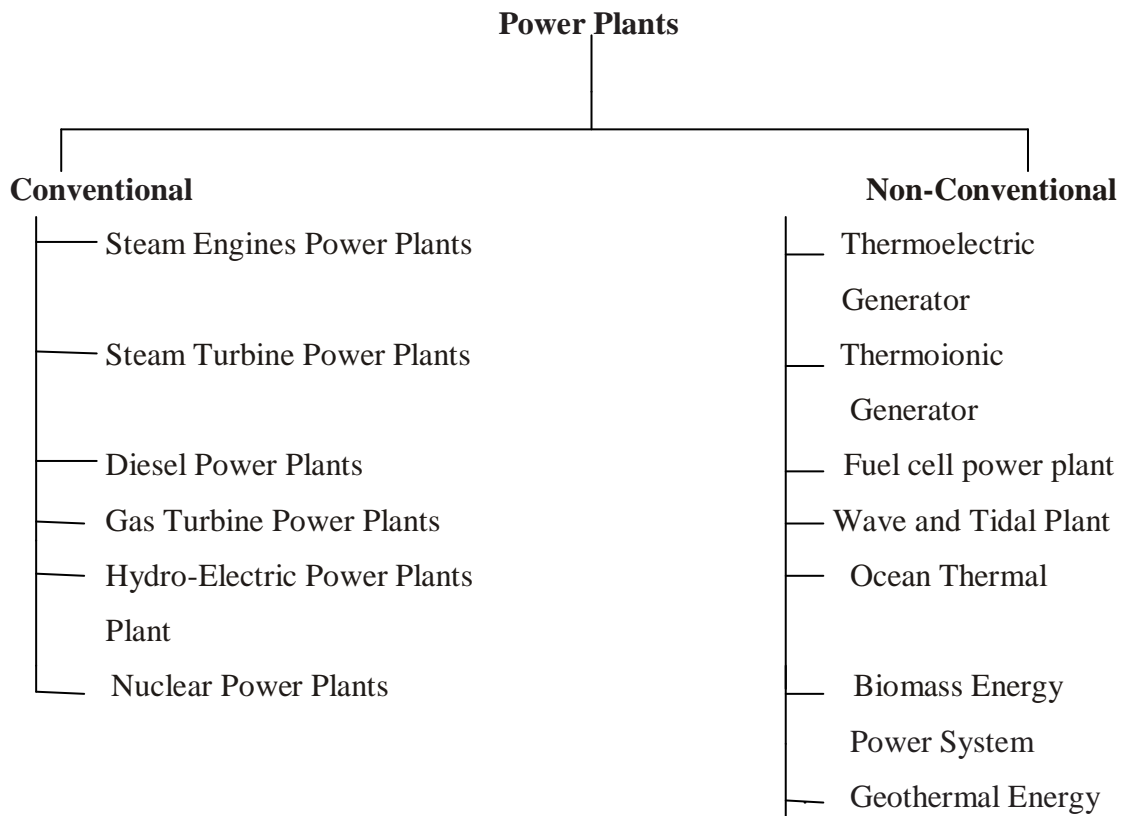 Power Plants
Conventional
Steam Engines Power Plants
Steam Turbine Power Plants
Diesel Power Plants
Gas Turbine Power Plants
Hydro-Electric Power Plants
Plant
Nuclear Power Plants
Non-Conventional
Thermoelectric
Generator
Thermoionic
Generator
Fuel cell power plant
Wave and Tidal Plant
Ocean Thermal
Biomass Energy
Power System
Geothermal Energy